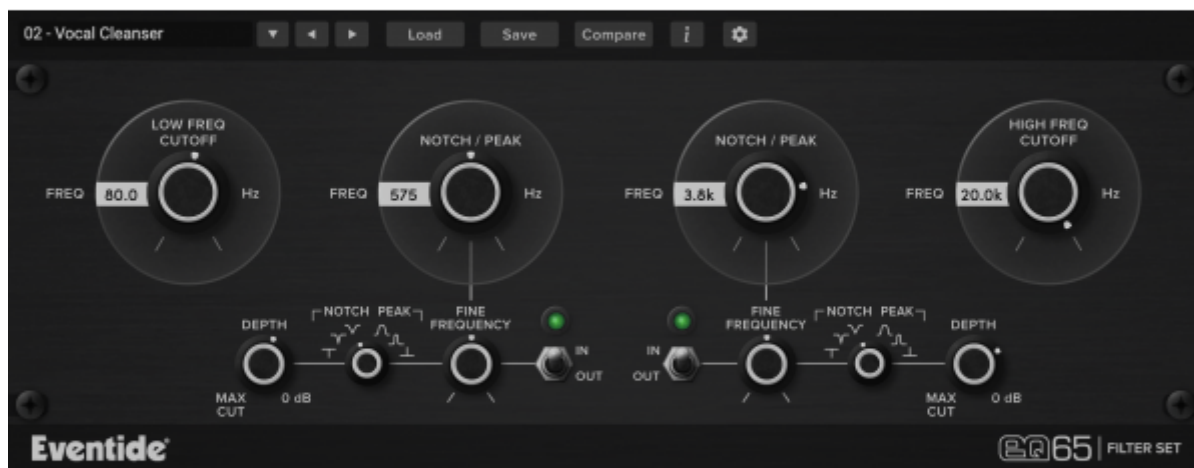 02 - Vocal Cleanser
Load Save Compare i
LOW FREQ
CUTOFF
FREQ 80.0 Hz
NOTCH / PEAK
FREQ 575 Hz
NOTCH / PEAK
FREQ 3.8k Hz
HIGH FREQ
CUTOFF
FREQ 20.0k Hz
DEPTH
MAX
CUT
0 dB
NOTCH PEAK
FINE
FREQUENCY
IN
OUT
IN
OUT
FINE
FREQUENCY
NOTCH PEAK
DEPTH
MAX
CUT
0 dB
Eventide
EQ65 | FILTER SET